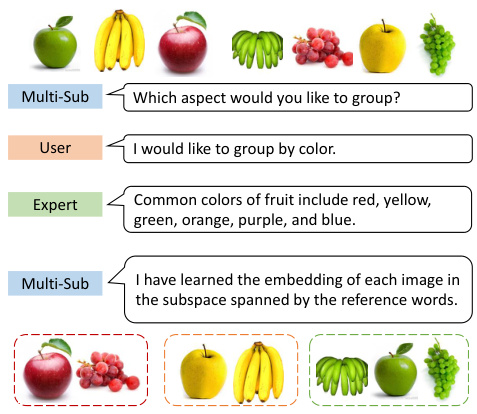 Multi-Sub
Which aspect would you like to group?
User
I would like to group by color.
Expert
Common colors of fruit include red, yellow,
green, orange, purple, and blue.
Multi-Sub
I have learned the embedding of each image in
the subspace spanned by the reference words.